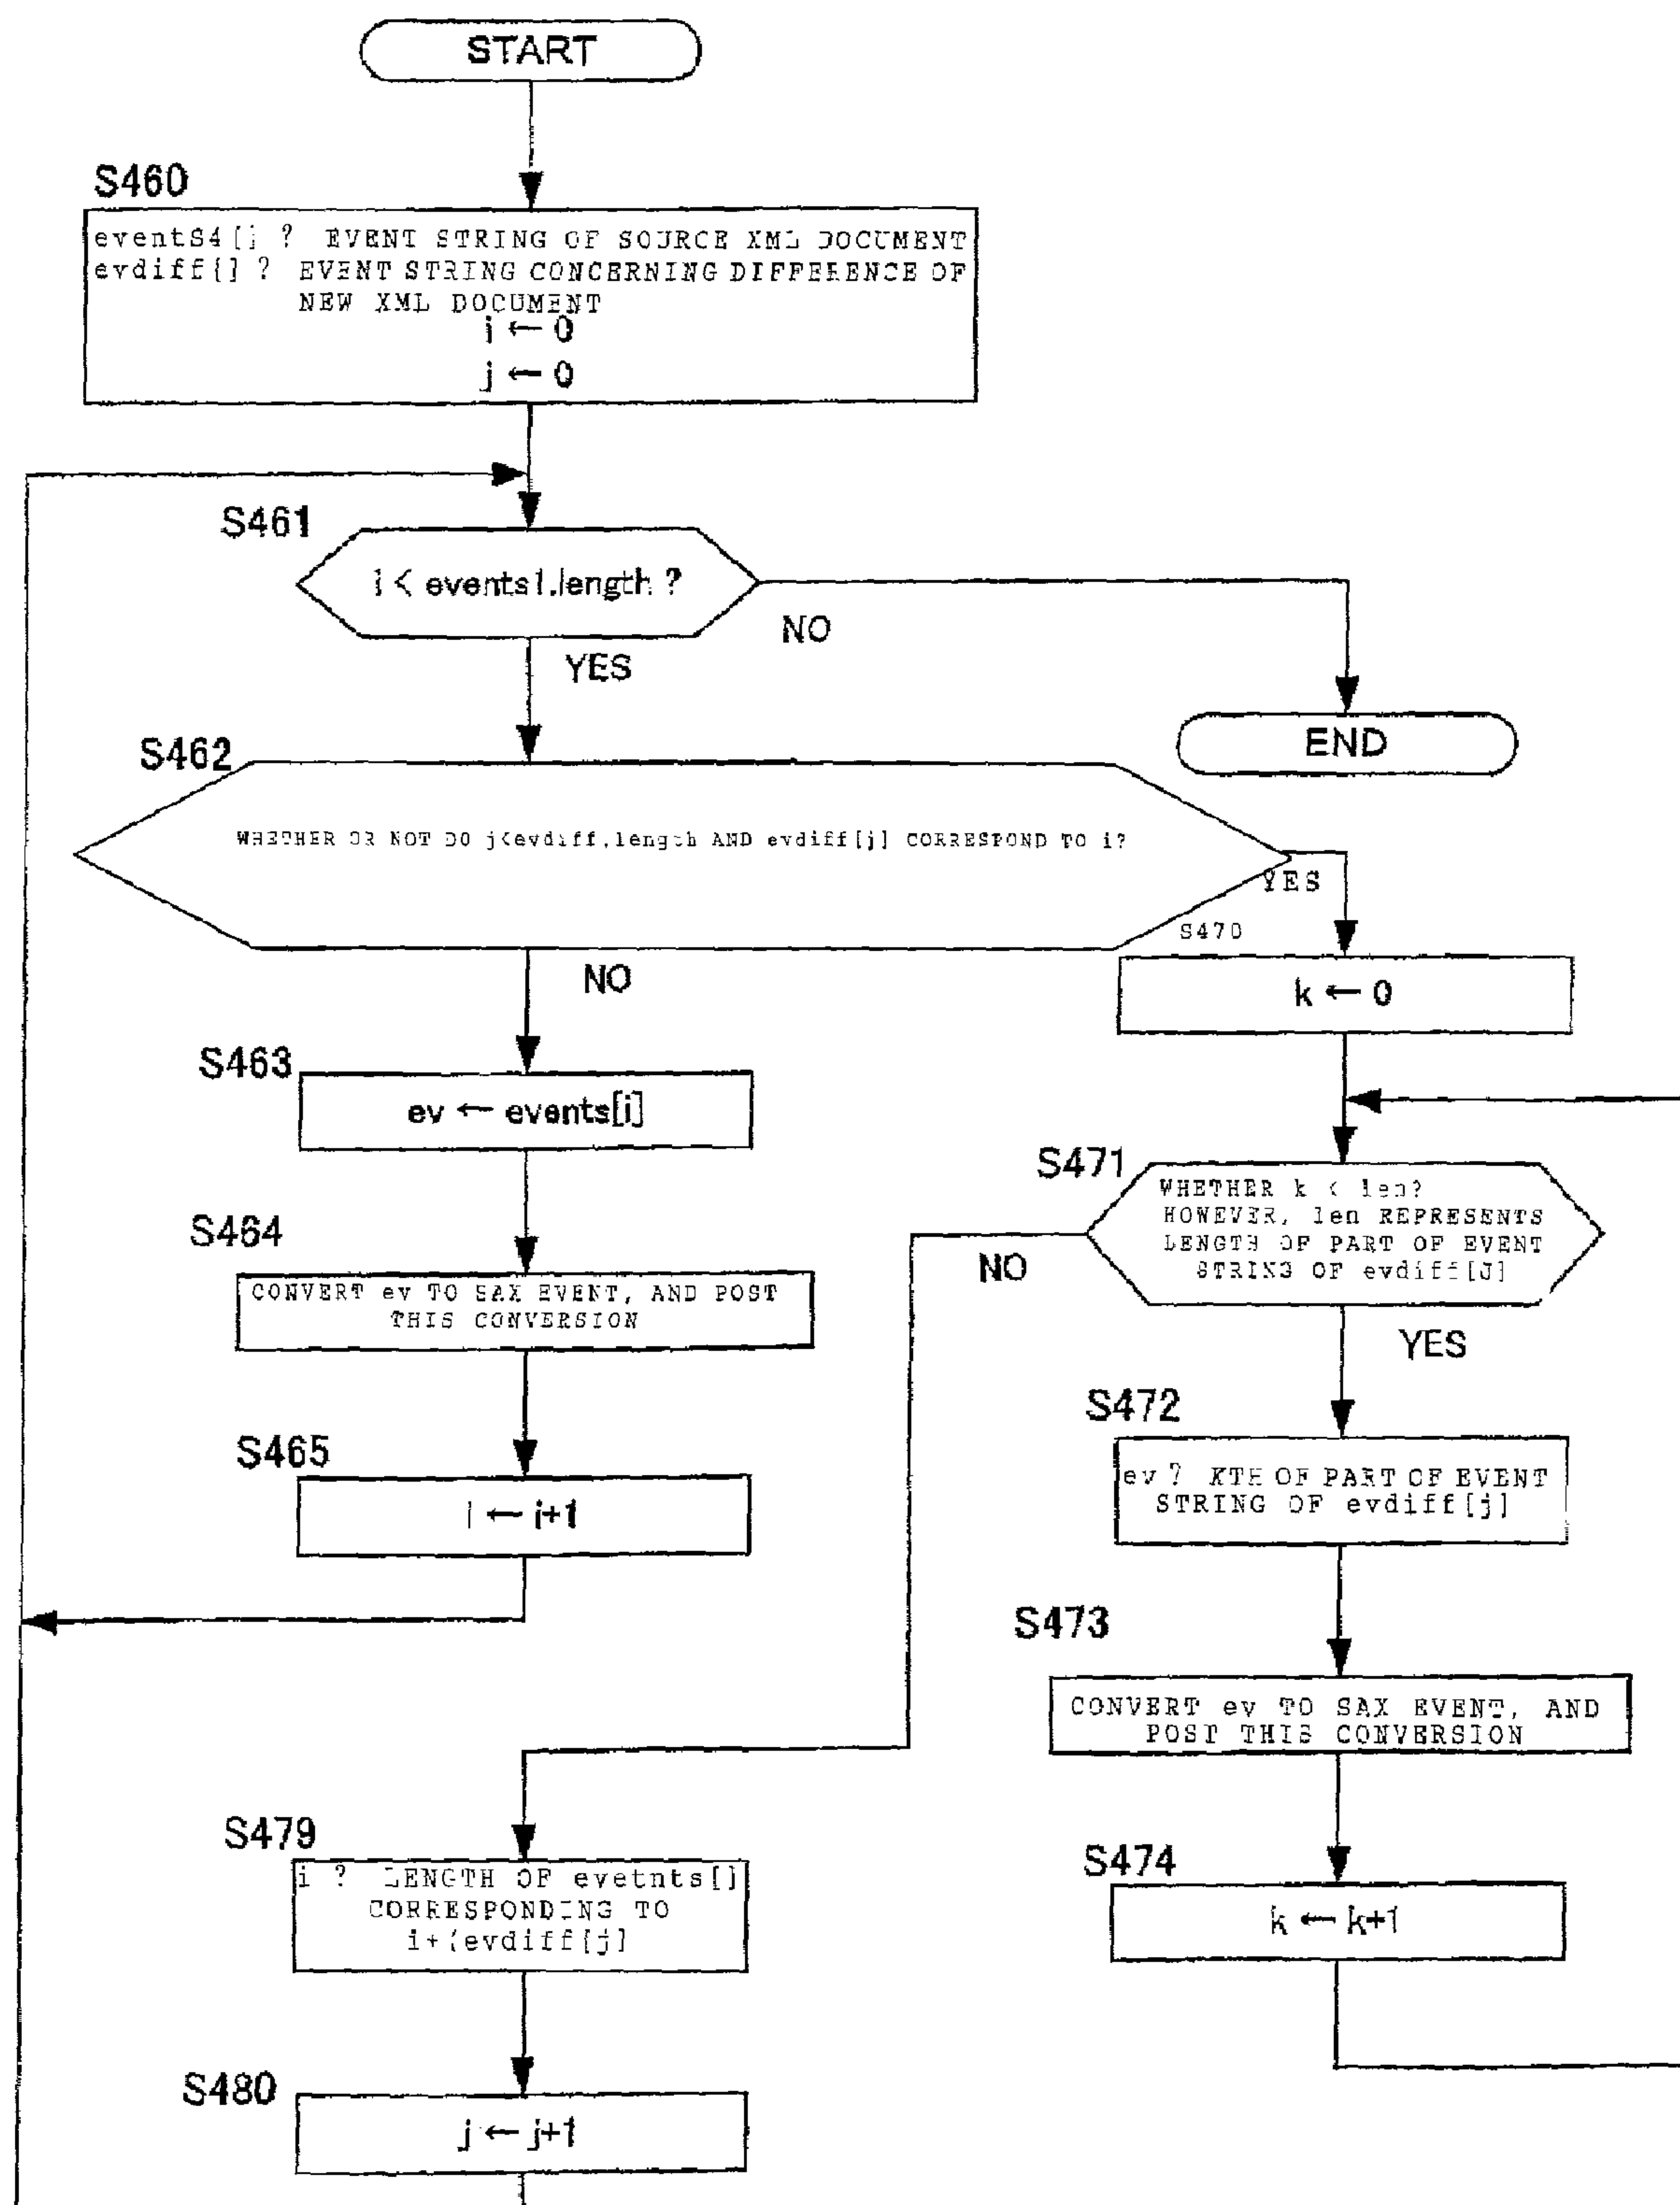 START
S460
eventS4[] ? EVENT STRING OF SOURCE XML DOCUMENT
evdiff[] ? EVENT STRING CONCERNING DIFFERENCE OF
NEW XML DOCUMENT
i ← 0
j ← 0
S461
i < events1.length ?
NO
YES
END
S462
WHETHER OR NOT DO j<evdiff.length AND evdiff[j] CORRESPOND TO i?
YES
NO
S470
k ← 0
S463
ev ← events[i]
S471
WHETHER k < len?
HOWEVER, len REPRESENTS
LENGTH OF PART OF EVENT
STRING OF evdiff[J]
NO
YES
S464
CONVERT ev TO SAX EVENT, AND POST
THIS CONVERSION
S472
ev ? KTH OF PART OF EVENT
STRING OF evdiff[j]
S465
i ← i+1
S473
CONVERT ev TO SAX EVENT, AND
POST THIS CONVERSION
S479
i ? LENGTH OF evetnts[]
CORRESPONDING TO
i+(evdiff[j]
S474
k ← k+1
S480
j ← j+1